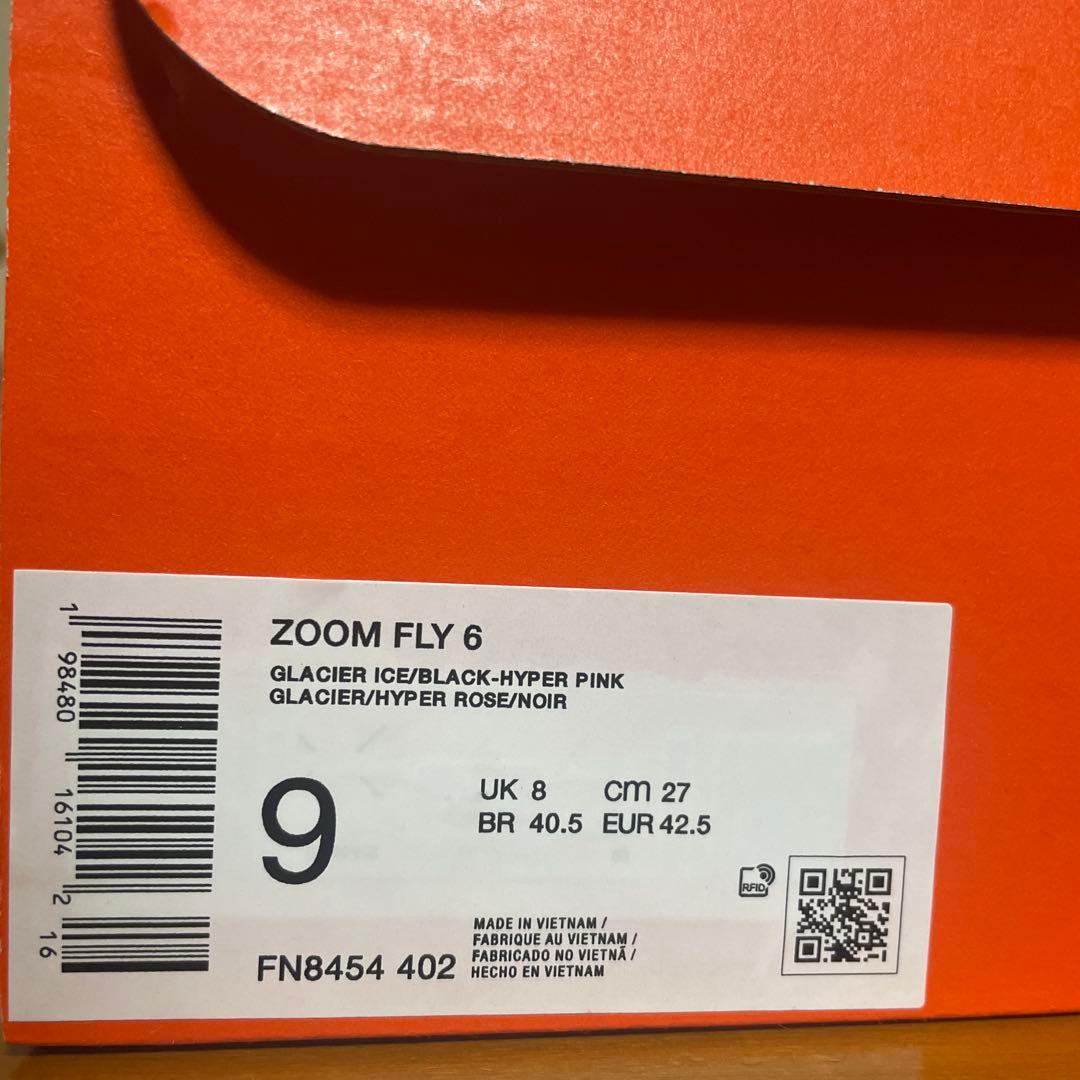 ZOOM FLY 6
GLACIER ICE/BLACK-HYPER PINK
GLACIER/HYPER ROSE/NOIR
9
UK 8 cm 27
BR 40.5 EUR 42.5
RFID
MADE IN VIETNAM /
FABRIQUE AU VIETNAM /
FABRICADO NO VIETNÃ /
HECHO EN VIETNAM
FN8454 402
1 98480 16104 2 16